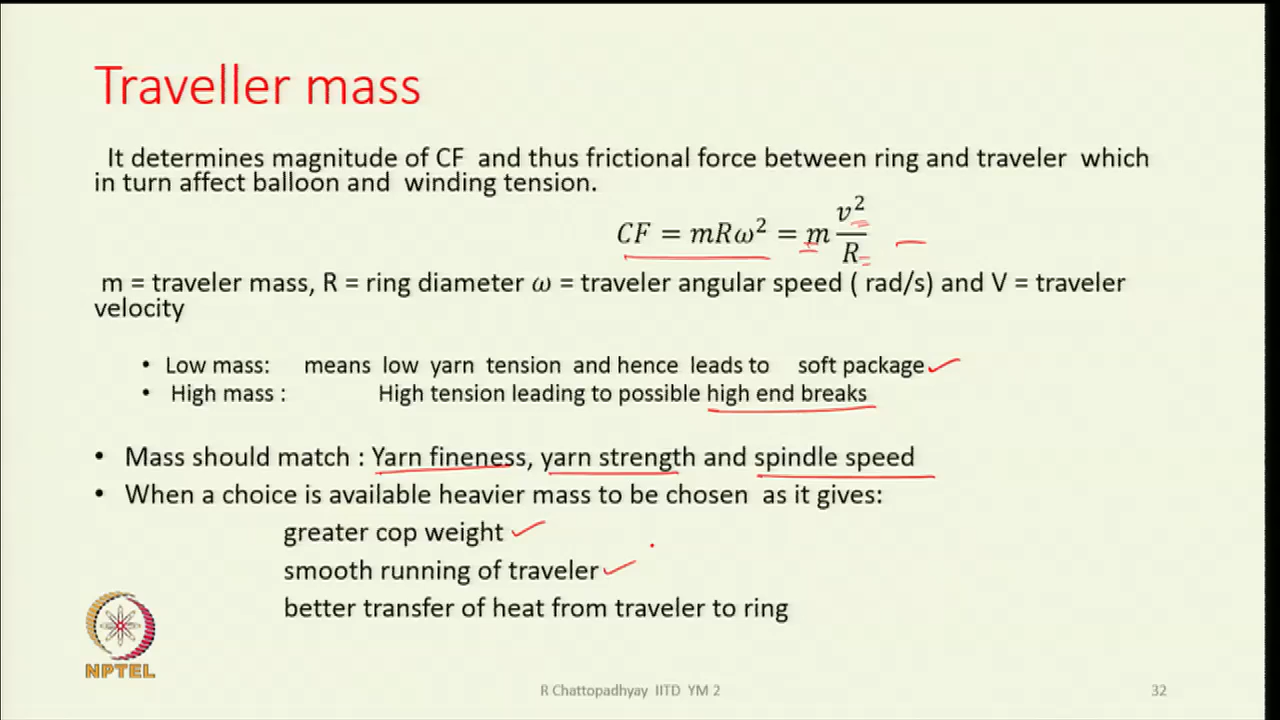 Traveller mass
It determines magnitude of CF and thus frictional force between ring and traveler which
in turn affect balloon and winding tension.
CF = mRω² = m v²/R
m = traveler mass, R = ring diameter ω = traveler angular speed ( rad/s) and V = traveler
velocity
• Low mass: means low yarn tension and hence leads to soft package
• High mass : High tension leading to possible high end breaks
• Mass should match : Yarn fineness, yarn strength and spindle speed
• When a choice is available heavier mass to be chosen as it gives:
greater cop weight
smooth running of traveler
better transfer of heat from traveler to ring
NPTEL
R Chattopadhyay IITD YM 2
32